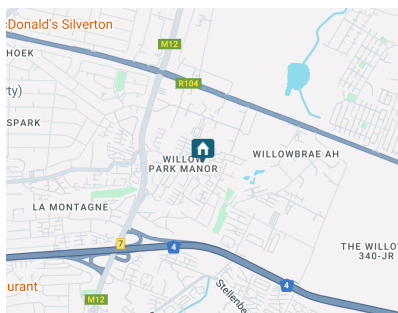 cDonald's Silverton
M12
HOEK
R104
ty)
SPARK
WILLOW
PARK MANOR
WILLOWBRAE AH
LA MONTAGNE
7
4
THE WILLO
340-JR
4
urant
M12
Stellenbe